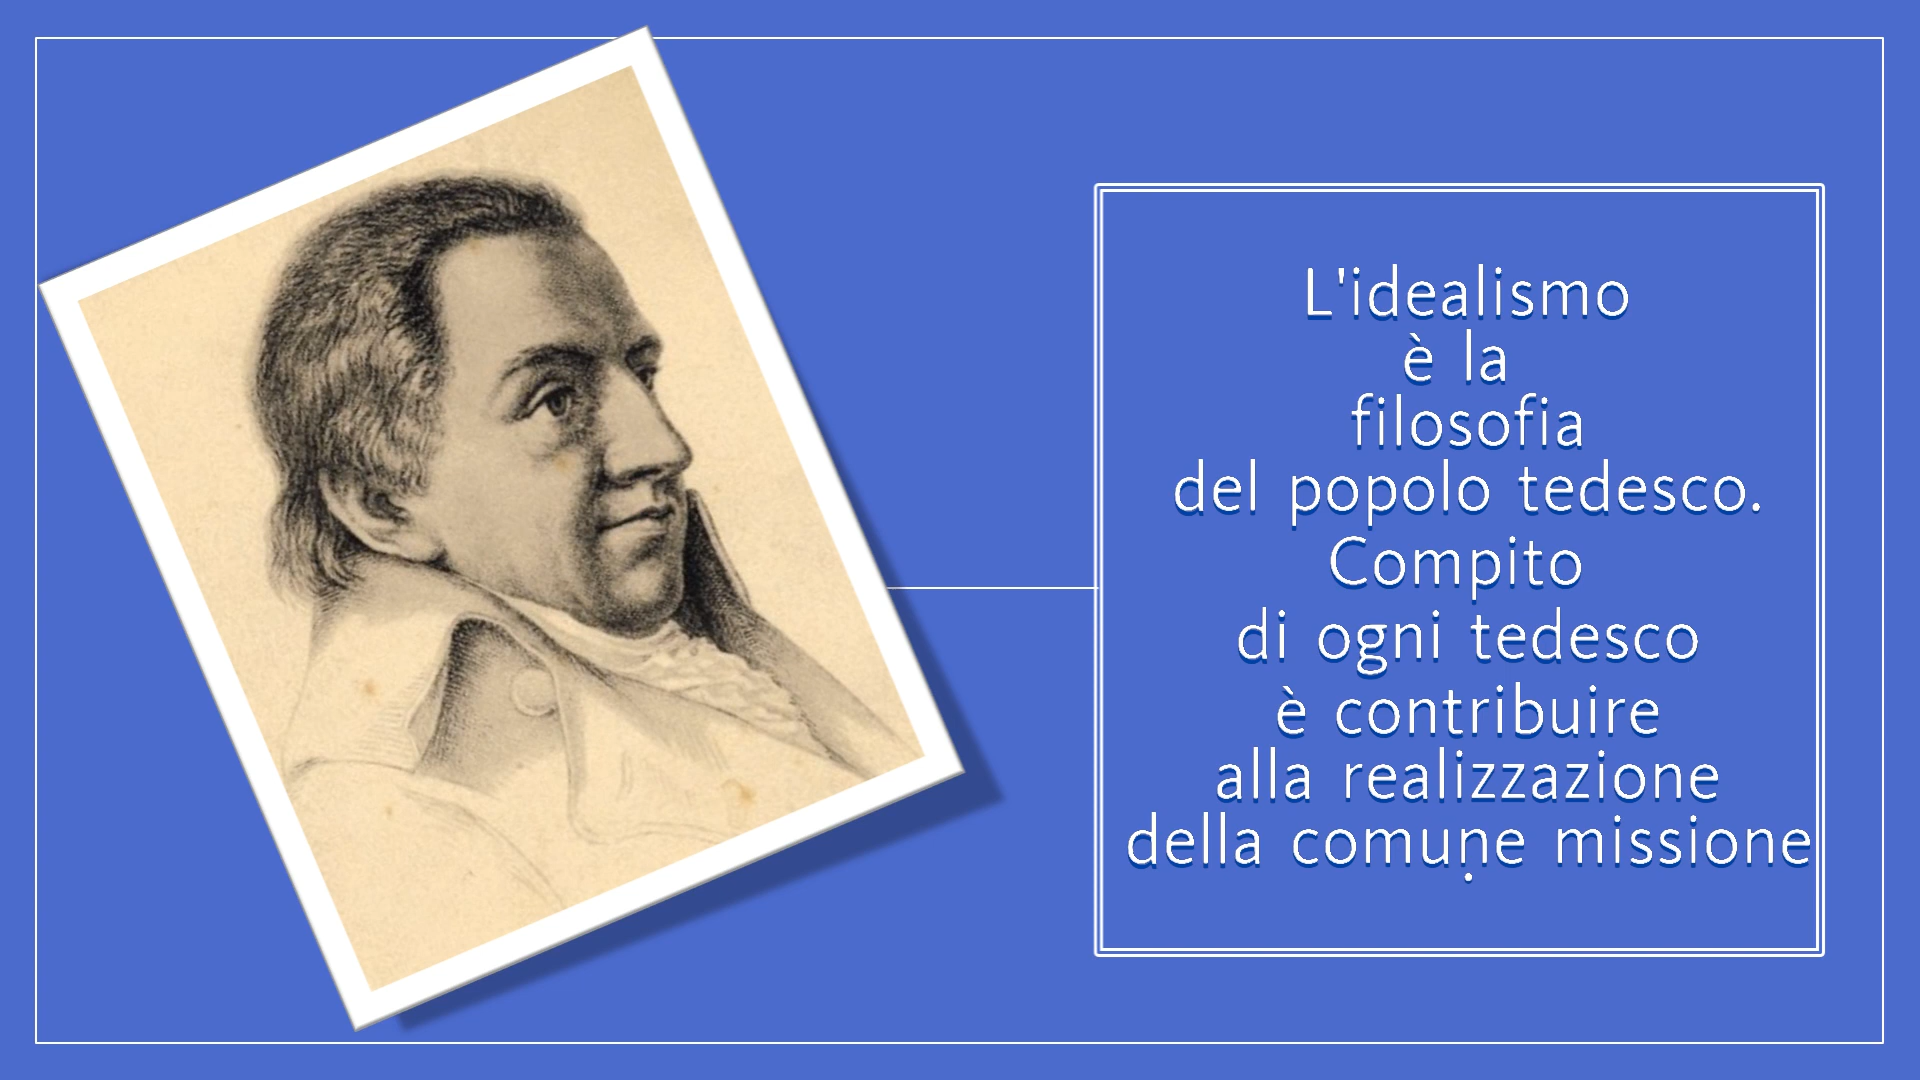 L'idealismo
è la
filosofia
del popolo tedesco.
Compito
di ogni tedesco
è contribuire
alla realizzazione
della comune missione
.